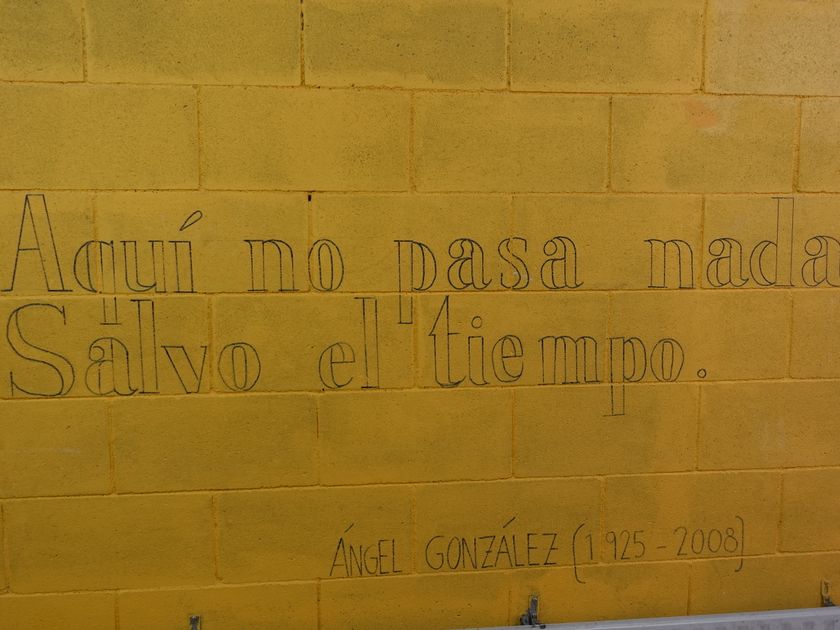 Aquí no pasa nada
Salvo el tiempo.
ÁNGEL GONZÁLEZ (1925-2008)